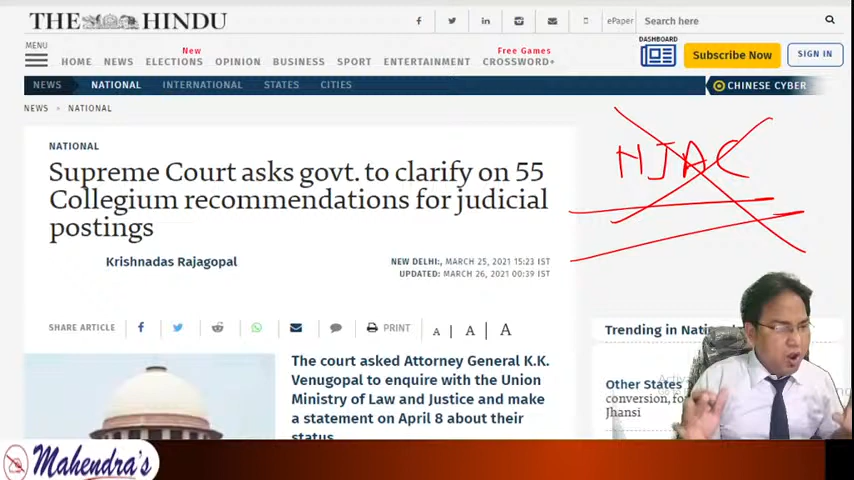 THE HINDU
ePaper
Search here
MENU
HOME
NEWS
New
ELECTIONS
OPINION
BUSINESS
SPORT
ENTERTAINMENT
Free Games
CROSSWORD+
DASHBOARD
Subscribe Now
SIGN IN
NEWS
NATIONAL
INTERNATIONAL
STATES
CITIES
CHINESE CYBER
NEWS > NATIONAL
NATIONAL
Supreme Court asks govt. to clarify on 55
Collegium recommendations for judicial
postings
Krishnadas Rajagopal
NEW DELHI:, MARCH 25, 2021 15:23 IST
UPDATED: MARCH 26, 2021 00:39 IST
NJAC
SHARE ARTICLE
PRINT
A | A | A
The court asked Attorney General K.K.
Venugopal to enquire with the Union
Ministry of Law and Justice and make
a statement on April 8 about their
status
Trending in
Other States
conversion,
Jhansi
Mahendra's